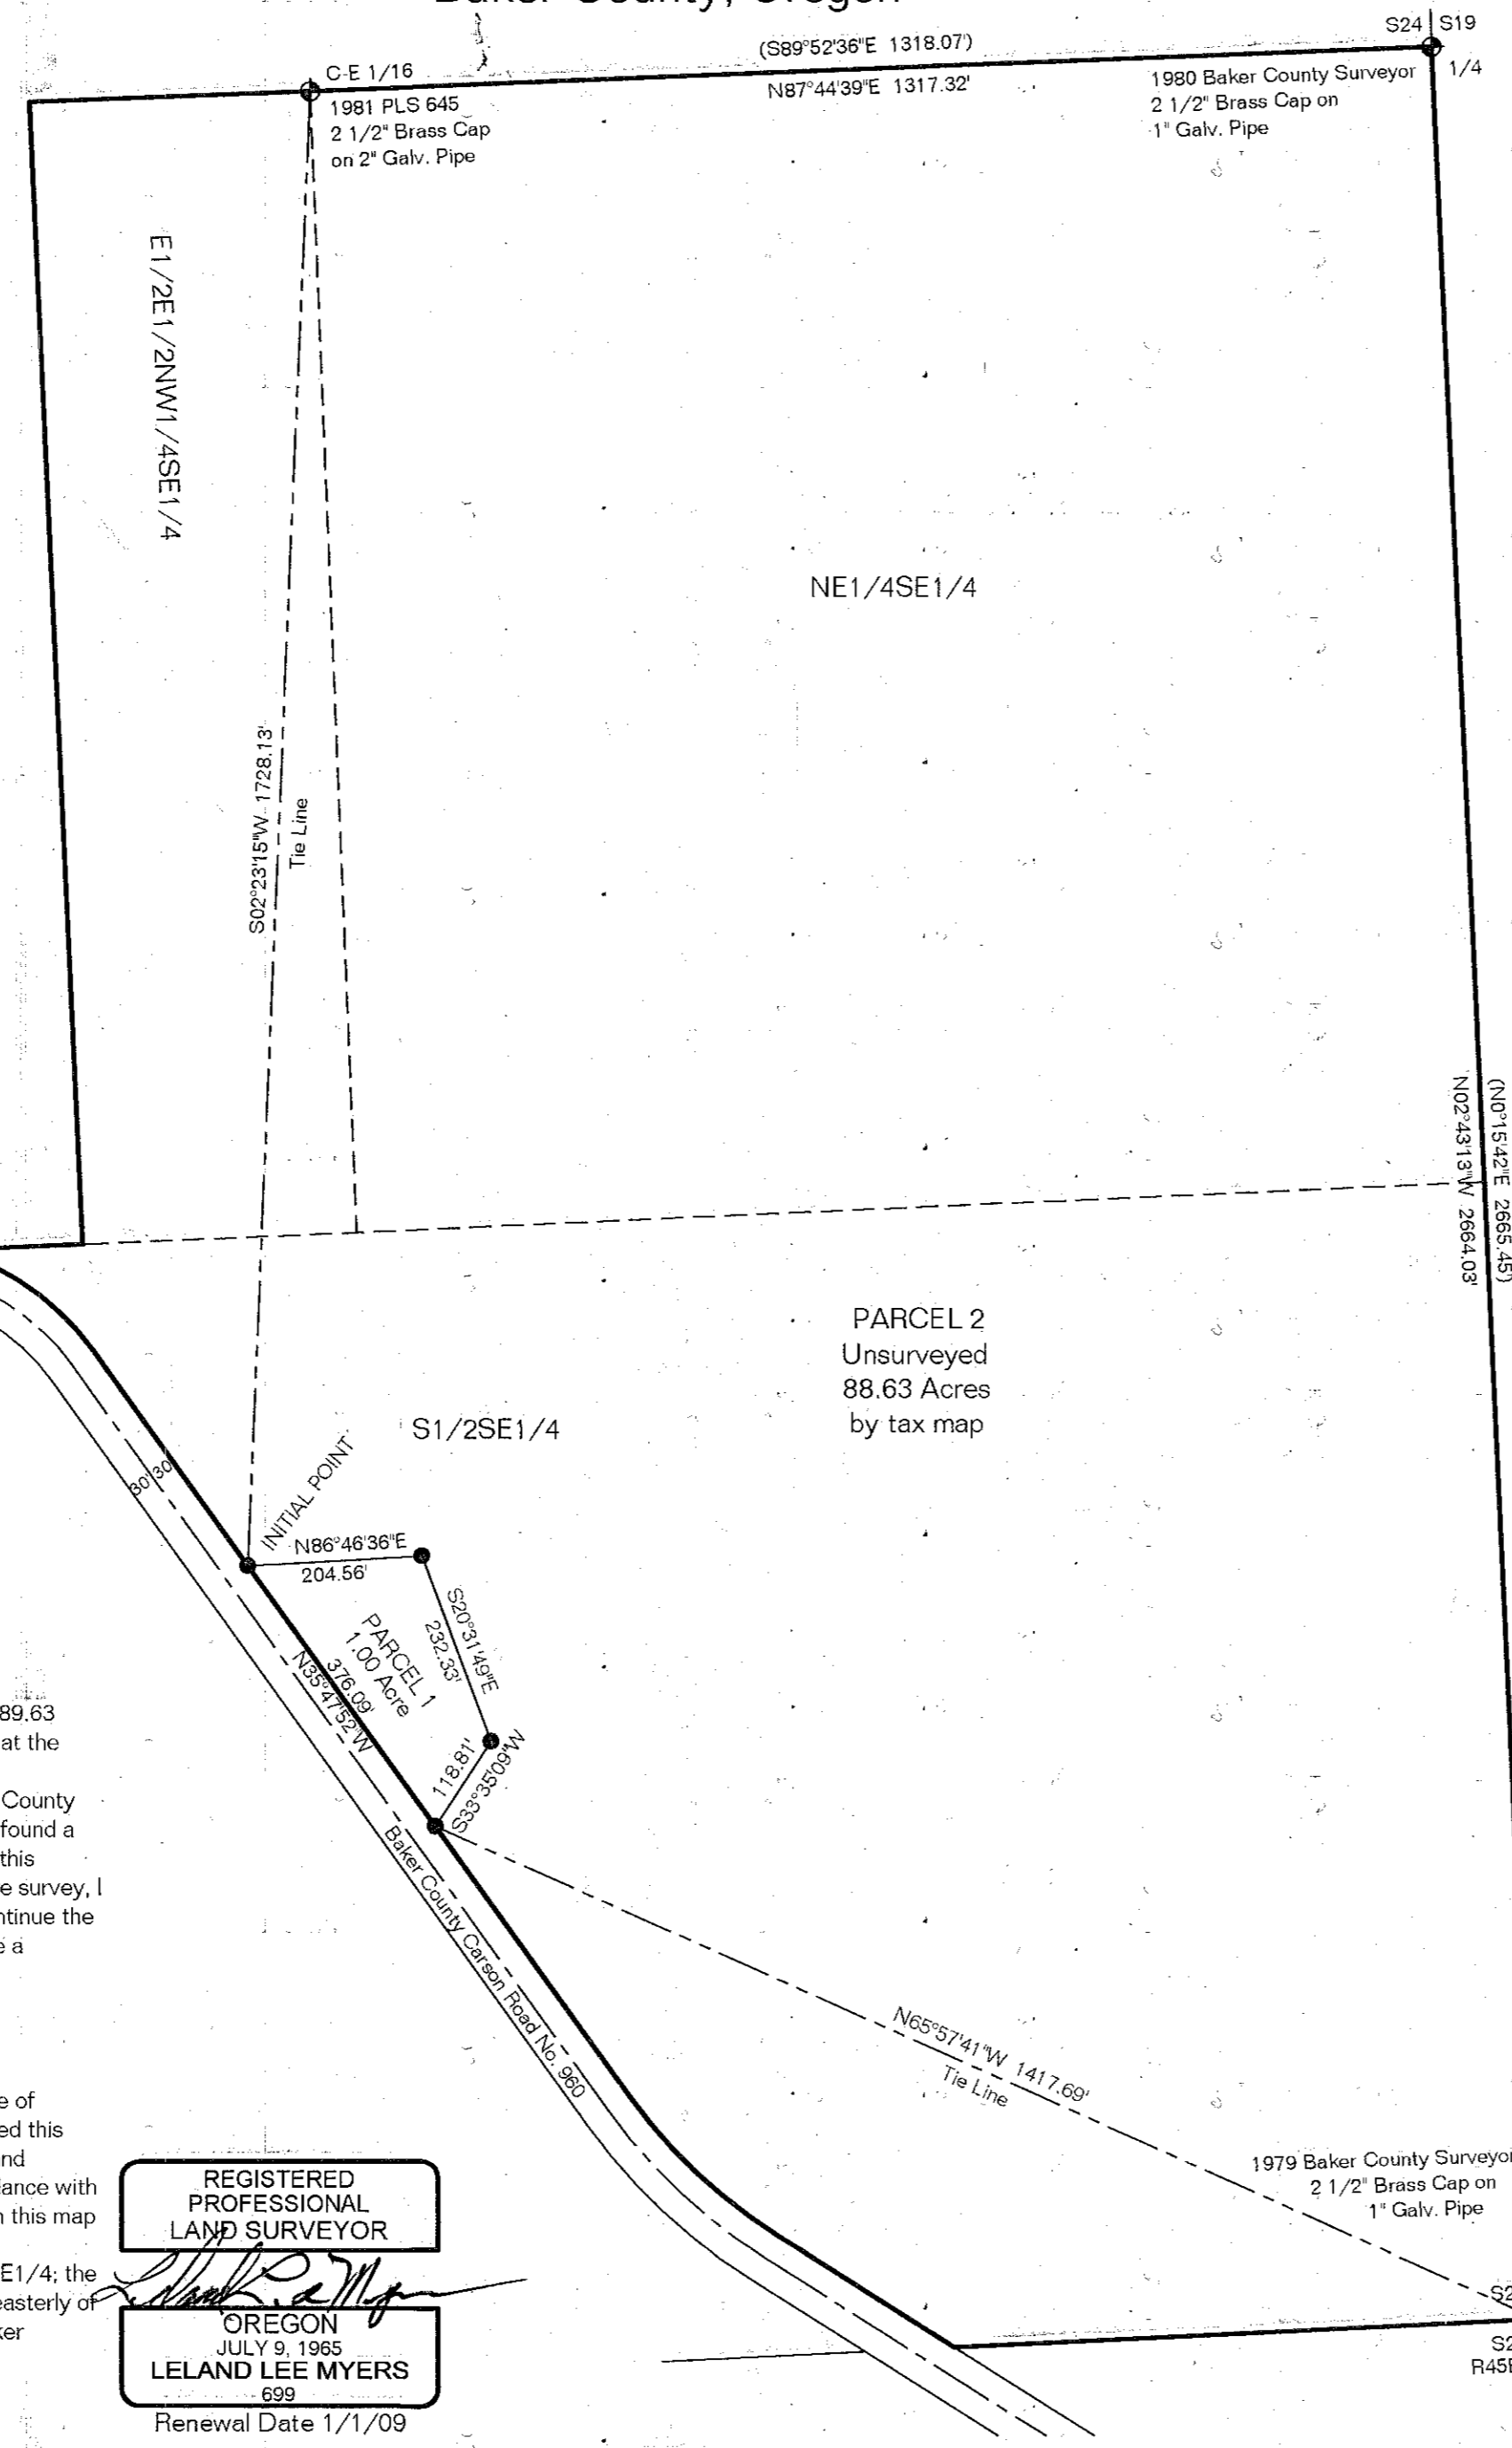 Baker County, Oregon
S24 S19
(S89°52'36"E 1318.07')
C-E 1/16
N87°44'39"E 1317.32'
1/4
1981 PLS 645
2 1/2" Brass Cap
on 2" Galv. Pipe
1980 Baker County Surveyor
2 1/2" Brass Cap on
1" Galv. Pipe
E1/2E1/2NW1/4SE1/4
NE1/4SE1/4
S02°23'15"W 1728.13'
Tie Line
(N0°15'42"E 2665.45')
N02°43'13"W 2664.03'
PARCEL 2
Unsurveyed
88.63 Acres
by tax map
S1/2SE1/4
30' 30'
INITIAL POINT
N86°46'36"E
204.56'
S20°31'49"E
232.33'
PARCEL 1
1.00 Acre
376.09'
N35°47'52"W
118.81'
S33°35'09"W
Baker County Carson Road No. 960
N65°57'41"W 1417.69'
Tie Line
1979 Baker County Surveyor
2 1/2" Brass Cap on
1" Galv. Pipe
S2
S2
R45E
89.63
at the
County
found a
this
e survey, I
ntinue the
e a
e of
ed this
nd
ance with
n this map
E1/4; the
easterly of
ker
REGISTERED
PROFESSIONAL
LAND SURVEYOR
OREGON
JULY 9, 1965
LELAND LEE MYERS
699
Renewal Date 1/1/09